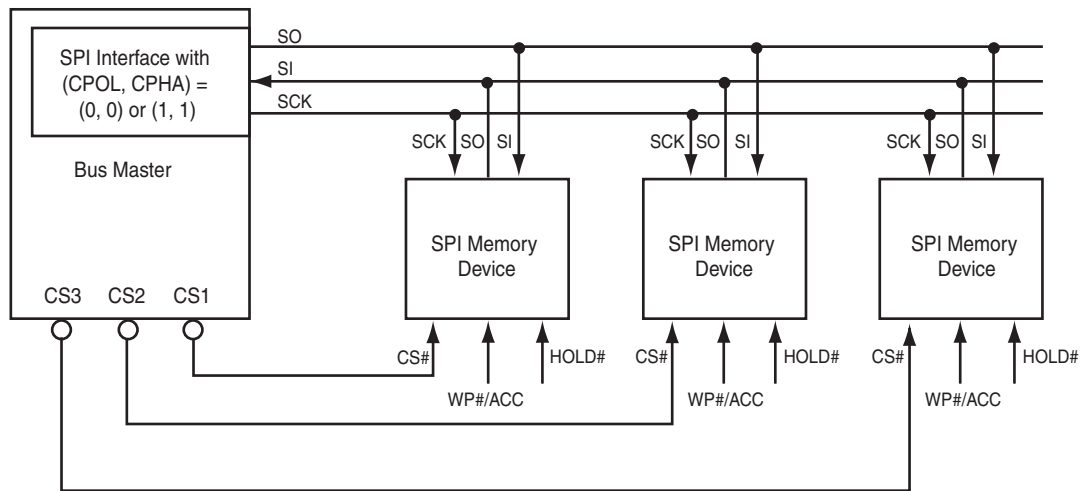 SO
SPI Interface with
(CPOL, CPHA) =
(0, 0) or (1, 1)
SI
SCK
Bus Master
SCK SO SI
SCK SO SI
SCK SO SI
SPI Memory
Device
SPI Memory
Device
SPI Memory
Device
CS3 CS2 CS1
CS# HOLD#
WP#/ACC
CS# HOLD#
WP#/ACC
CS# HOLD#
WP#/ACC